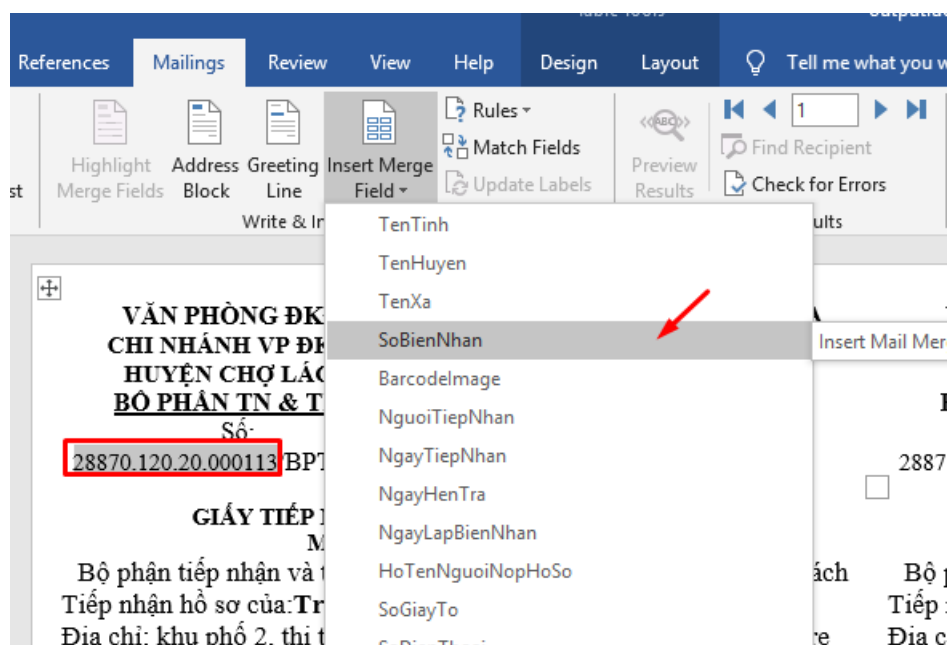 References Mailings Review View Help Design Layout Tell me what you w
Highlight Merge Fields
Address Block
Greeting Line
Insert Merge Field
Rules
Match Fields
Update Labels
Preview Results
ABC
1
Find Recipient
Check for Errors
st
Write & In
ults
TenTinh
TenHuyen
TenXa
SoBienNhan
Insert Mail Mer
BarcodeImage
NguoiTiepNhan
NgayTiepNhan
NgayHenTra
NgayLapBienNhan
HoTenNguoiNopHoSo
SoGiayTo
VĂN PHÒNG ĐK
CHI NHÁNH VP ĐK
HUYỆN CHỢ LÁC
BỘ PHẬN TN & T
Số:
28870.120.20.000113/BPT
2887
GIẤY TIẾP
M
Bộ phận tiếp nhận và t
ách
Bộ p
Tiếp nhận hồ sơ của:Tr
Tiếp
Địa chỉ: khu phố 2, thị t
re
Địa c